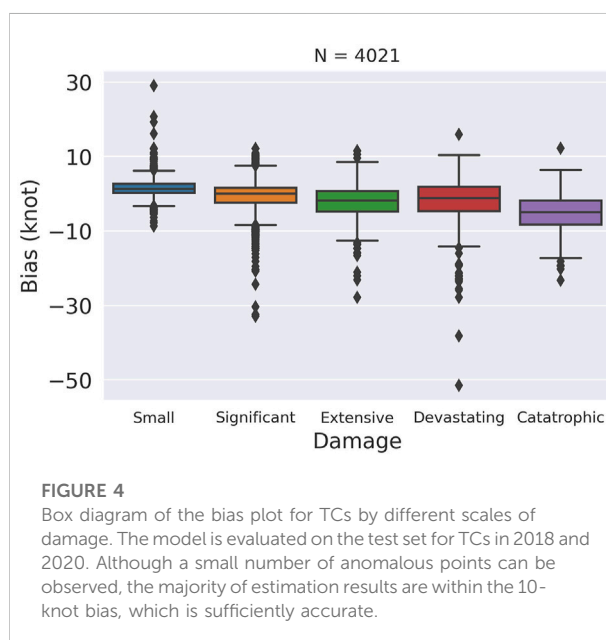 N = 4021
30
10
−10
−30
−50
Bias (knot)
Small Significant Extensive Devastating Catatrophic
Damage
FIGURE 4
Box diagram of the bias plot for TCs by different scales of
damage. The model is evaluated on the test set for TCs in 2018 and
2020. Although a small number of anomalous points can be
observed, the majority of estimation results are within the 10-
knot bias, which is sufficiently accurate.